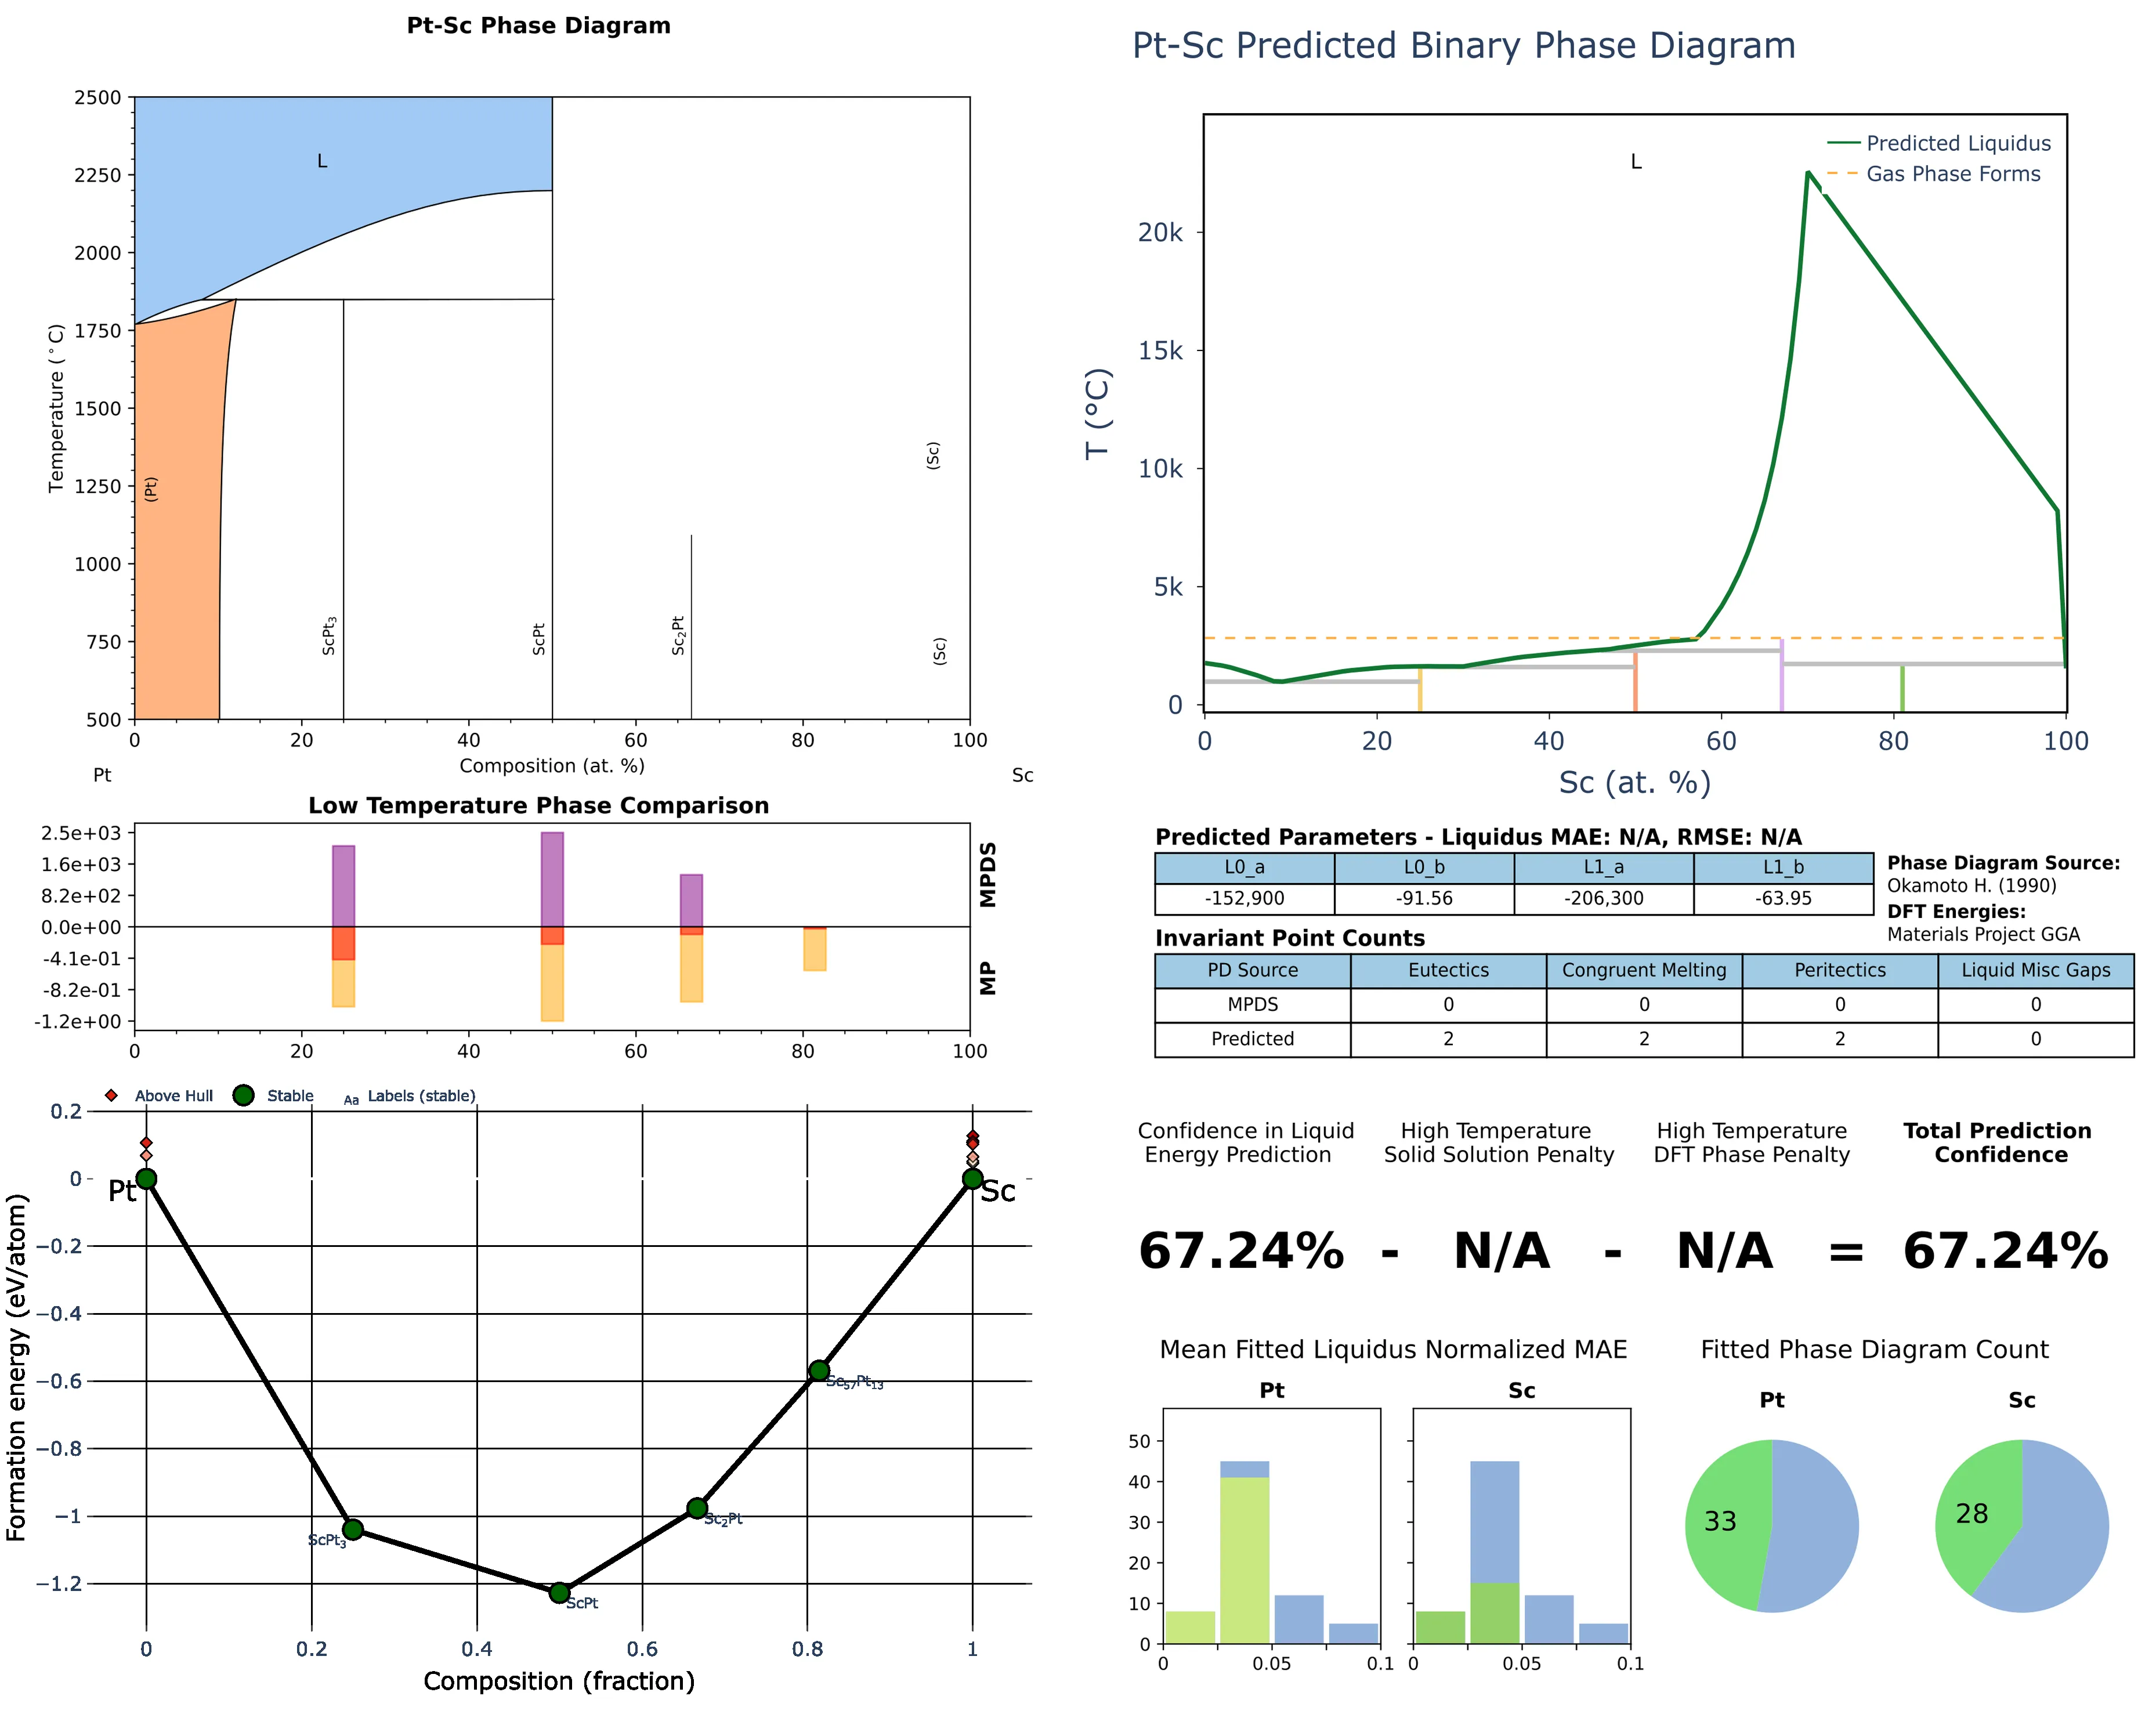 Pt-Sc Phase Diagram
2500
2250
2000
1750
1500
1250
1000
750
500
Temperature (°C)
L
(Pt)
ScPt3
ScPt
Sc2Pt
(Sc)
(Sc)
0 20 40 60 80 100
Composition (at. %)
Pt Sc
Low Temperature Phase Comparison
2.5e+03
1.6e+03
8.2e+02
0.0e+00
-4.1e-01
-8.2e-01
-1.2e+00
MPDS
MP
0 20 40 60 80 100
Above Hull Stable Aa Labels (stable)
0.2
0
−0.2
−0.4
−0.6
−0.8
−1
−1.2
Formation energy (eV/atom)
Pt
Sc
ScPt3
ScPt
Sc2Pt
Sc57Pt13
0 0.2 0.4 0.6 0.8 1
Composition (fraction)
Pt-Sc Predicted Binary Phase Diagram
L
Predicted Liquidus
Gas Phase Forms
20k
15k
10k
5k
0
T (°C)
0 20 40 60 80 100
Sc (at. %)
Predicted Parameters - Liquidus MAE: N/A, RMSE: N/A
L0_a L0_b L1_a L1_b
-152,900 -91.56 -206,300 -63.95
Phase Diagram Source:
Okamoto H. (1990)
DFT Energies:
Materials Project GGA
Invariant Point Counts
PD Source Eutectics Congruent Melting Peritectics Liquid Misc Gaps
MPDS 0 0 0 0
Predicted 2 2 2 0
Confidence in Liquid
Energy Prediction
High Temperature
Solid Solution Penalty
High Temperature
DFT Phase Penalty
Total Prediction
Confidence
67.24% - N/A - N/A = 67.24%
Mean Fitted Liquidus Normalized MAE
Pt Sc
50
40
30
20
10
0
0 0.05 0.1
0 0.05 0.1
Fitted Phase Diagram Count
Pt Sc
33 28